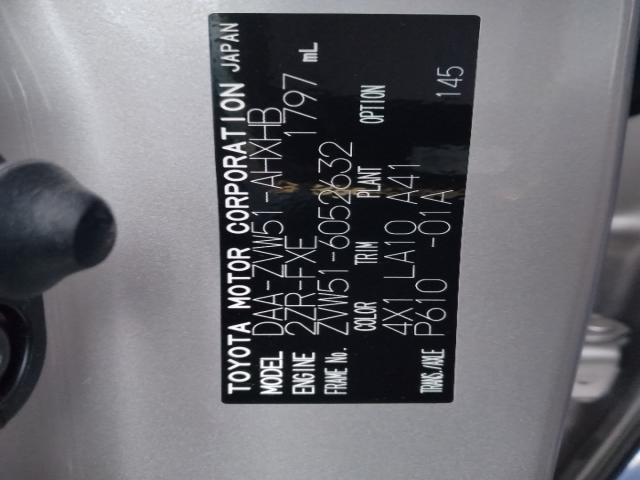 TOYOTA MOTOR CORPORATION JAPAN
MODEL DAA-ZVW51-AHXHB
ENGINE 2ZR-FXE 1797 mL
FRAME No. ZVW51-6052632
COLOR TRIM PLANT OPTION
4X1 LA10 A41
TRANS./AXLE P610 -01A 145